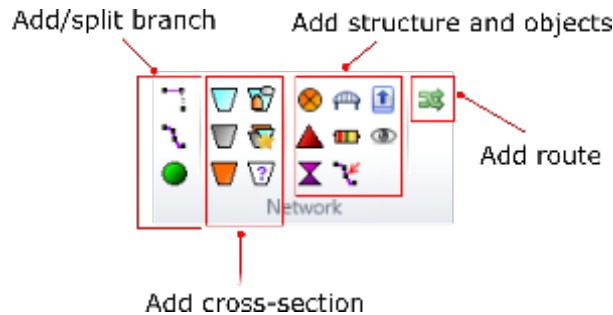 Add/split branch
Add structure and objects
?
Add route
Network
Add cross-section